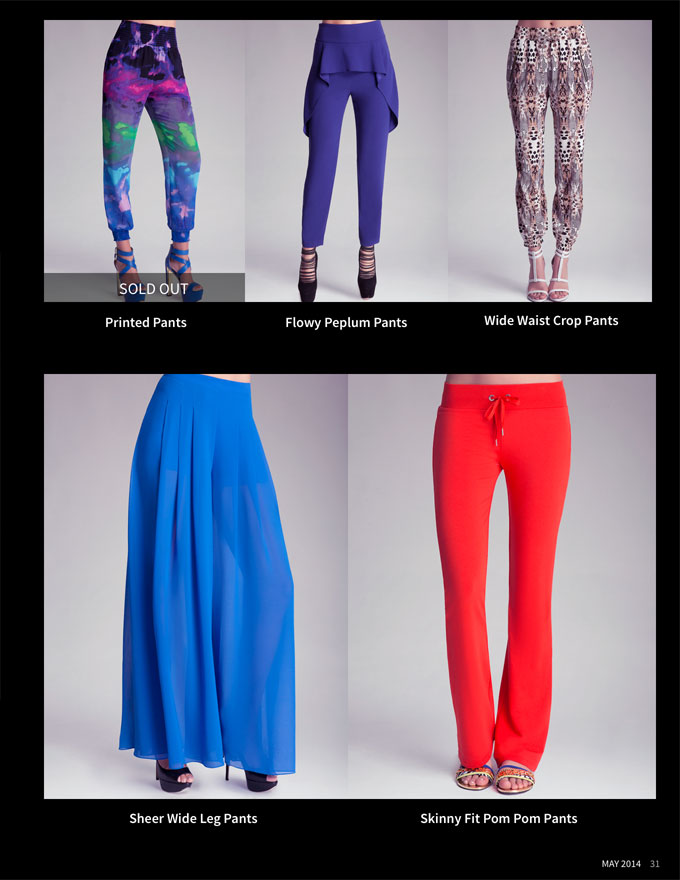 SOLD OUT
Printed Pants
Flowy Peplum Pants
Wide Waist Crop Pants
Sheer Wide Leg Pants
Skinny Fit Pom Pom Pants
MAY 2014 31